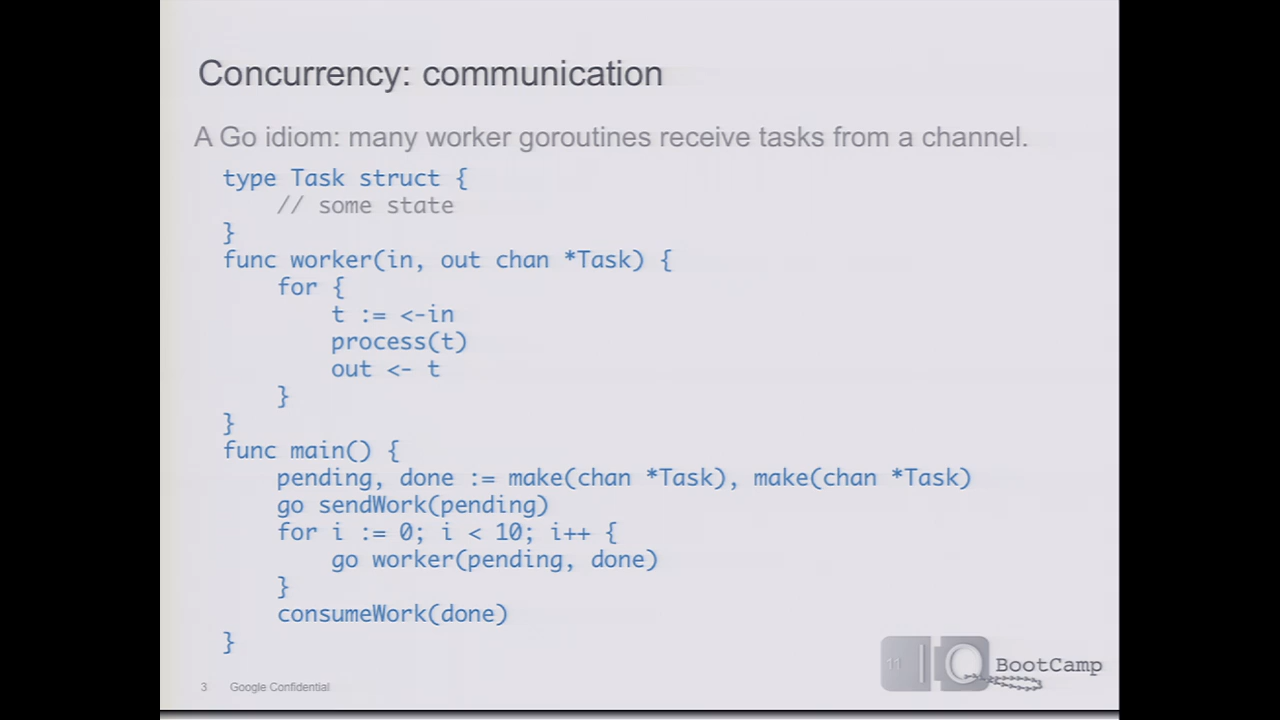 Concurrency: communication
A Go idiom: many worker goroutines receive tasks from a channel.
type Task struct {
    // some state
}
func worker(in, out chan *Task) {
    for {
        t := <-in
        process(t)
        out <- t
    }
}
func main() {
    pending, done := make(chan *Task), make(chan *Task)
    go sendWork(pending)
    for i := 0; i < 10; i++ {
        go worker(pending, done)
    }
    consumeWork(done)
}
11 IO BootCamp
3 Google Confidential